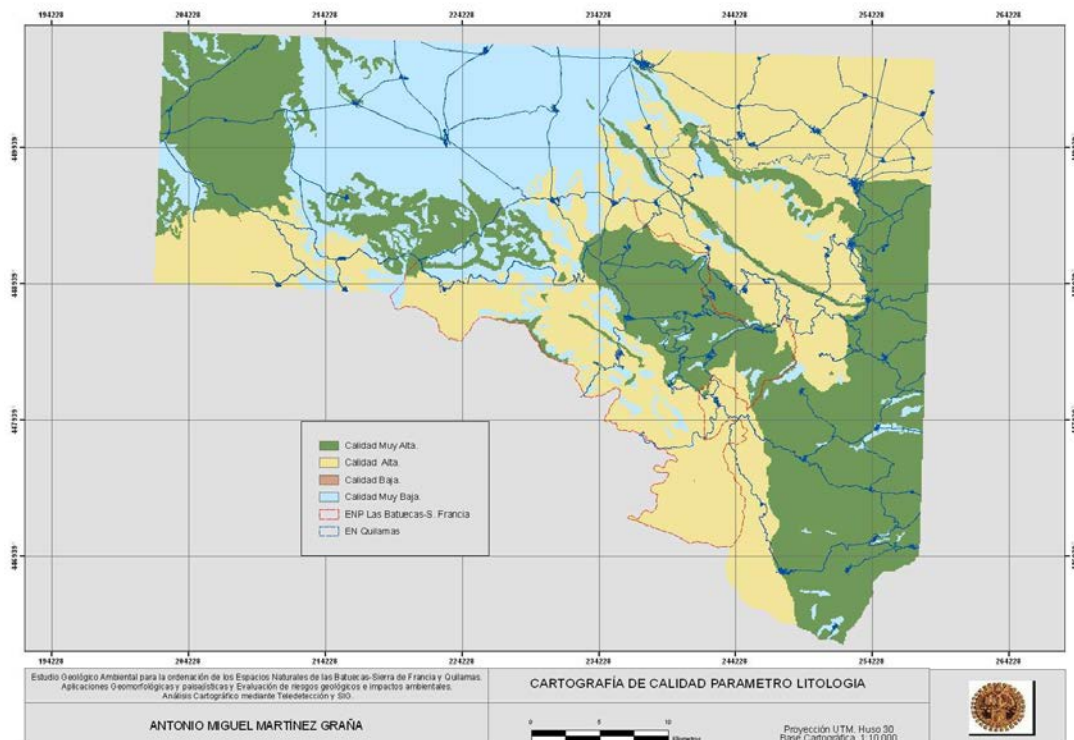 194220 204220 214220 224220 234220 244220 254220 264220
Calidad Muy Alta.
Calidad Alta.
Calidad Baja.
Calidad Muy Baja.
ENP Las Batuecas-S. Francia
EN Quilamas
194220 204220 214220 224220 234220 244220 254220 264220
Estudio Geológico Ambiental para la ordenación de los Espacios Naturales de las Batuecas-Sierra de Francia y Quilamas.
Aplicaciones Geomorfológicas y paisajísticas y Evaluación de riesgos geológicos e impactos ambientales.
Análisis Cartográfico mediante Teledetección y SIG.
ANTONIO MIGUEL MARTÍNEZ GRAÑA
CARTOGRAFÍA DE CALIDAD PARAMETRO LITOLOGIA
0 5 10
Kilometros
Proyección UTM. Huso 30
Base Cartográfica 1:10.000